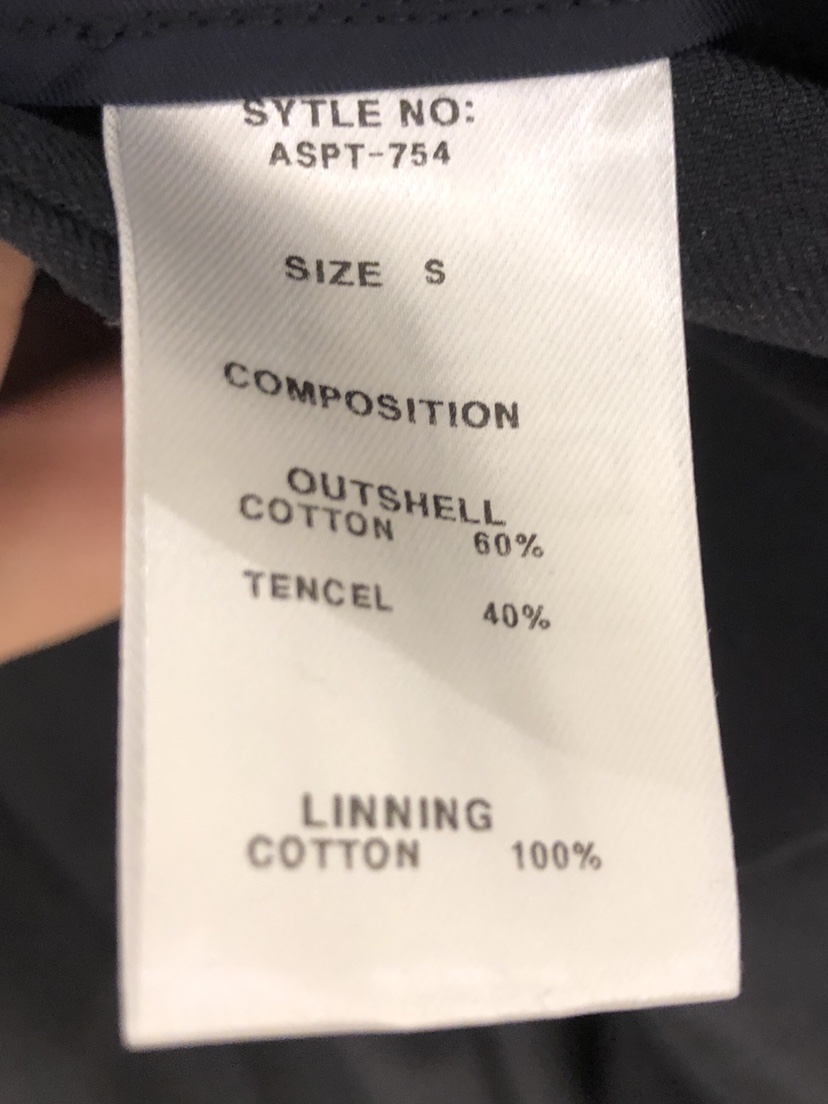 SYTLE NO:
ASPT-754
SIZE S
COMPOSITION
OUTSHELL
COTTON 60%
TENCEL 40%
LINNING
COTTON 100%